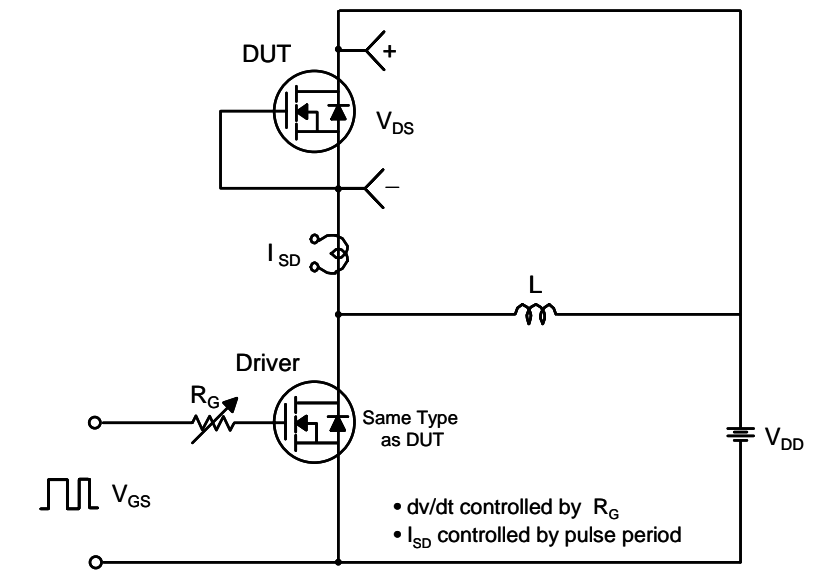 DUT
+
V_DS
–
I_SD
L
Driver
R_G
Same Type
as DUT
V_DD
V_GS
• dv/dt controlled by R_G
• I_SD controlled by pulse period